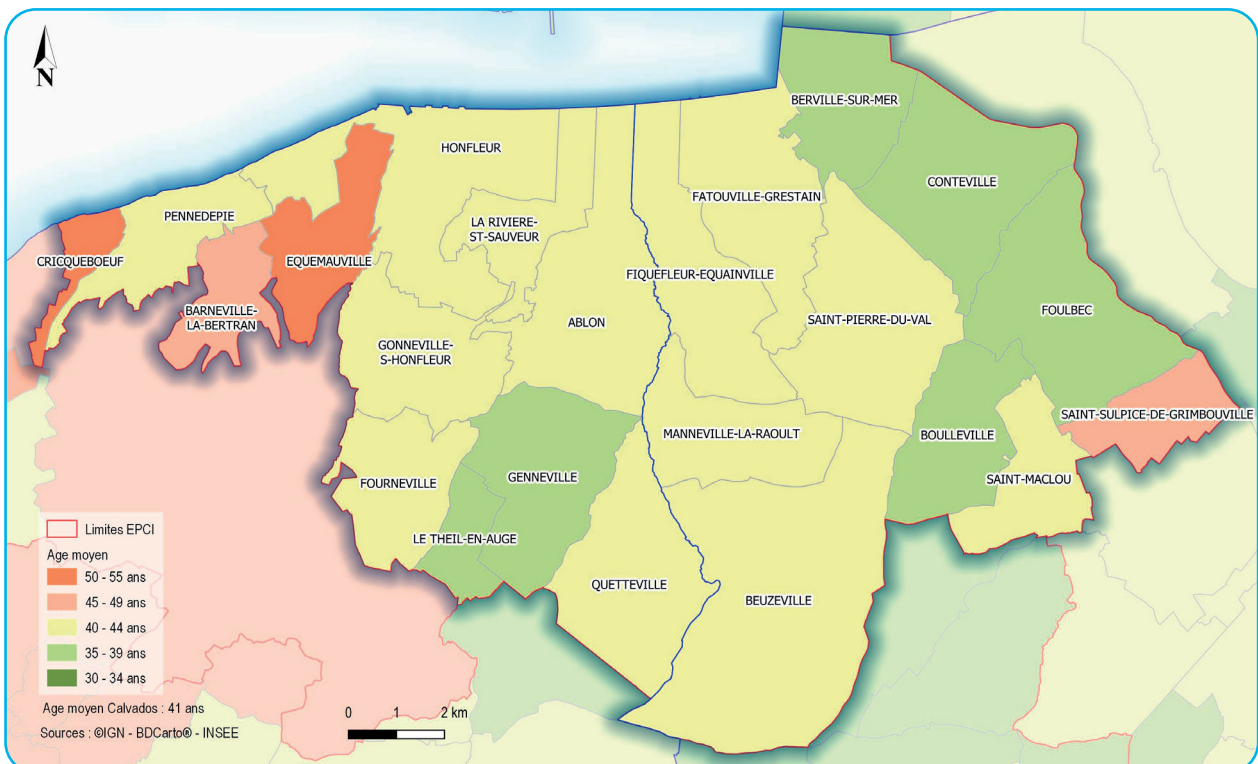 N
BERVILLE-SUR-MER
HONFLEUR
CONTEVILLE
FATOUVILLE-GRESTAIN
PENNEDEPIE
LA RIVIERE-
ST-SAUVEUR
CRICQUEBOEUF
EQUEMAUVILLE
FIQUEFLEUR-EQUAINVILLE
BARNEVILLE-
LA-BERTRAN
FOULBEC
ABLON
SAINT-PIERRE-DU-VAL
GONNEVILLE-
S-HONFLEUR
SAINT-SULPICE-DE-GRIMBOUVILLE
MANNEVILLE-LA-RAOULT
BOULLEVILLE
GENNEVILLE
SAINT-MACLOU
FOURNEVILLE
LE THEIL-EN-AUGE
QUETTEVILLE
BEUZEVILLE
Limites EPCI
Age moyen
50 - 55 ans
45 - 49 ans
40 - 44 ans
35 - 39 ans
30 - 34 ans
Age moyen Calvados : 41 ans
Sources : ©IGN - BDCarto® - INSEE
0 1 2 km